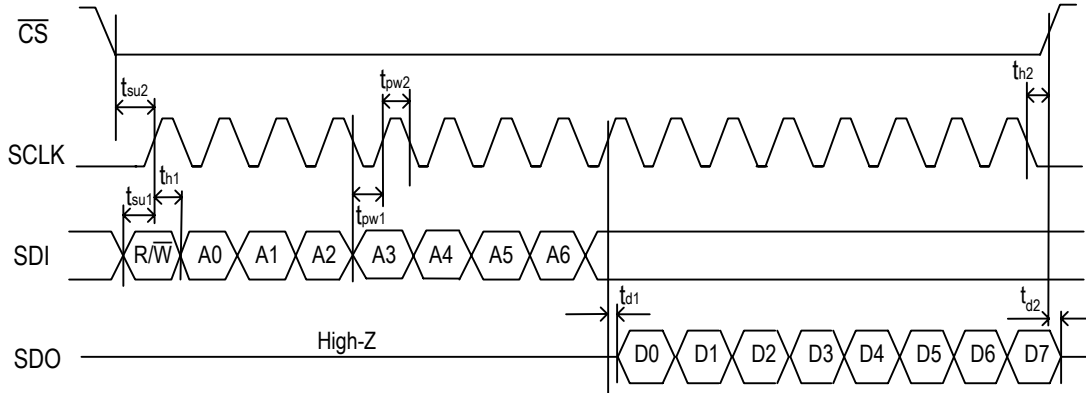 CS
tsu2
tpw2
th2
SCLK
th1
tsu1
tpw1
SDI
R/W
A0
A1
A2
A3
A4
A5
A6
td1
td2
High-Z
SDO
D0
D1
D2
D3
D4
D5
D6
D7